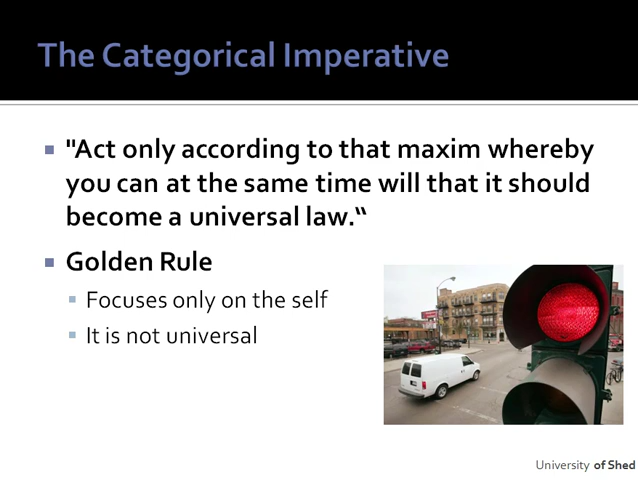 The Categorical Imperative
"Act only according to that maxim whereby
you can at the same time will that it should
become a universal law.“
Golden Rule
Focuses only on the self
It is not universal
University of Shed